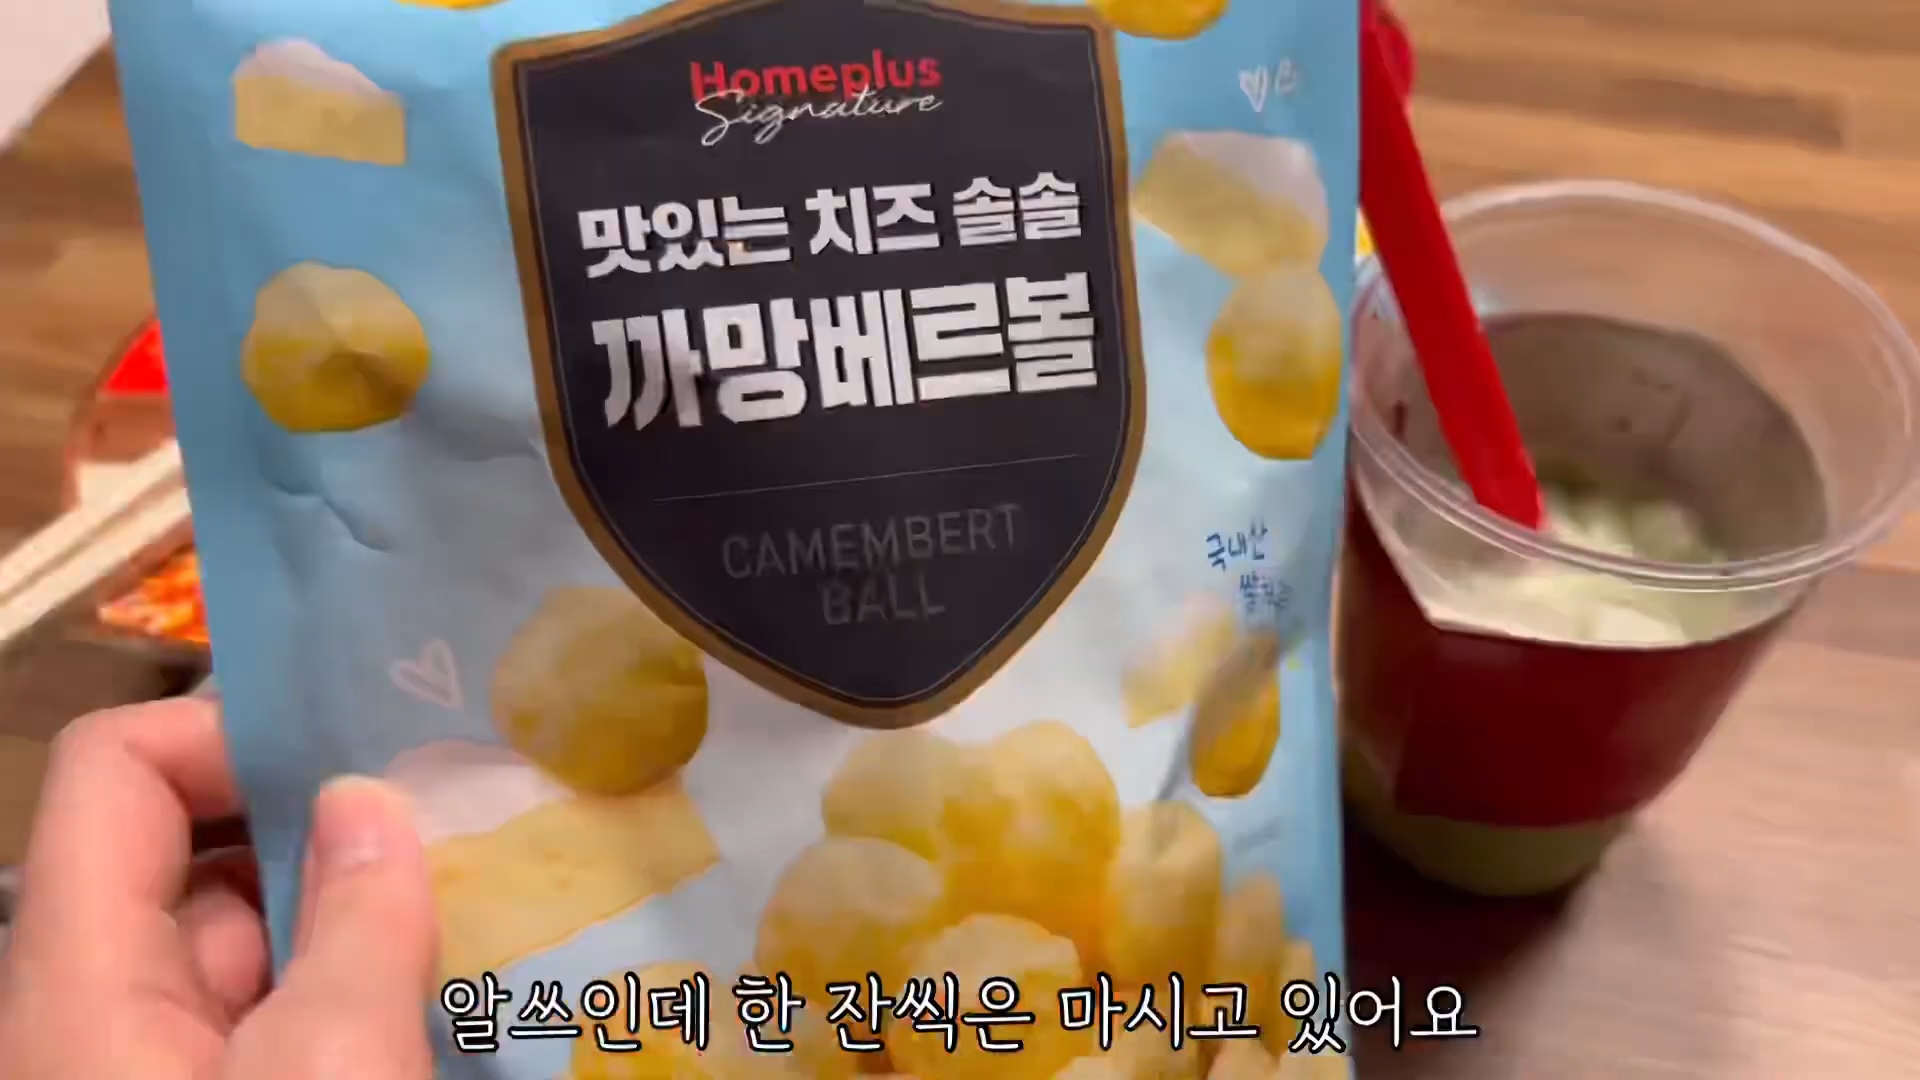 Homeplus
Signature
맛있는 치즈 솔솔
까망베르볼
CAMEMBERT
BALL
국내산
알쓰인데 한 잔씩은 마시고 있어요